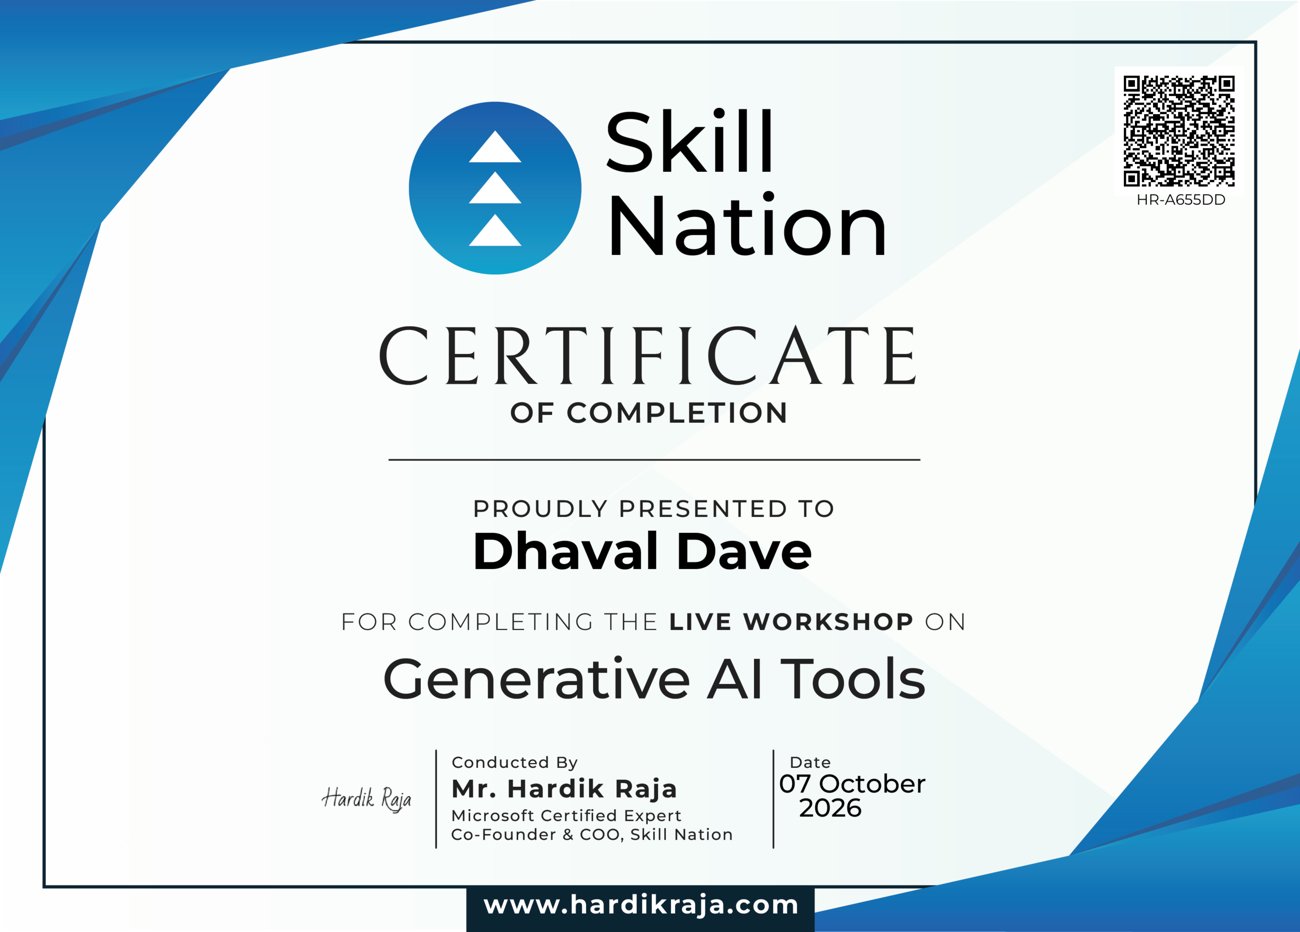 Skill
Nation
HR-A655DD
CERTIFICATE
OF COMPLETION
PROUDLY PRESENTED TO
Dhaval Dave
FOR COMPLETING THE LIVE WORKSHOP ON
Generative AI Tools
Hardik Raja
Conducted By
Mr. Hardik Raja
Microsoft Certified Expert
Co-Founder & COO, Skill Nation
Date
07 October
2026
www.hardikraja.com